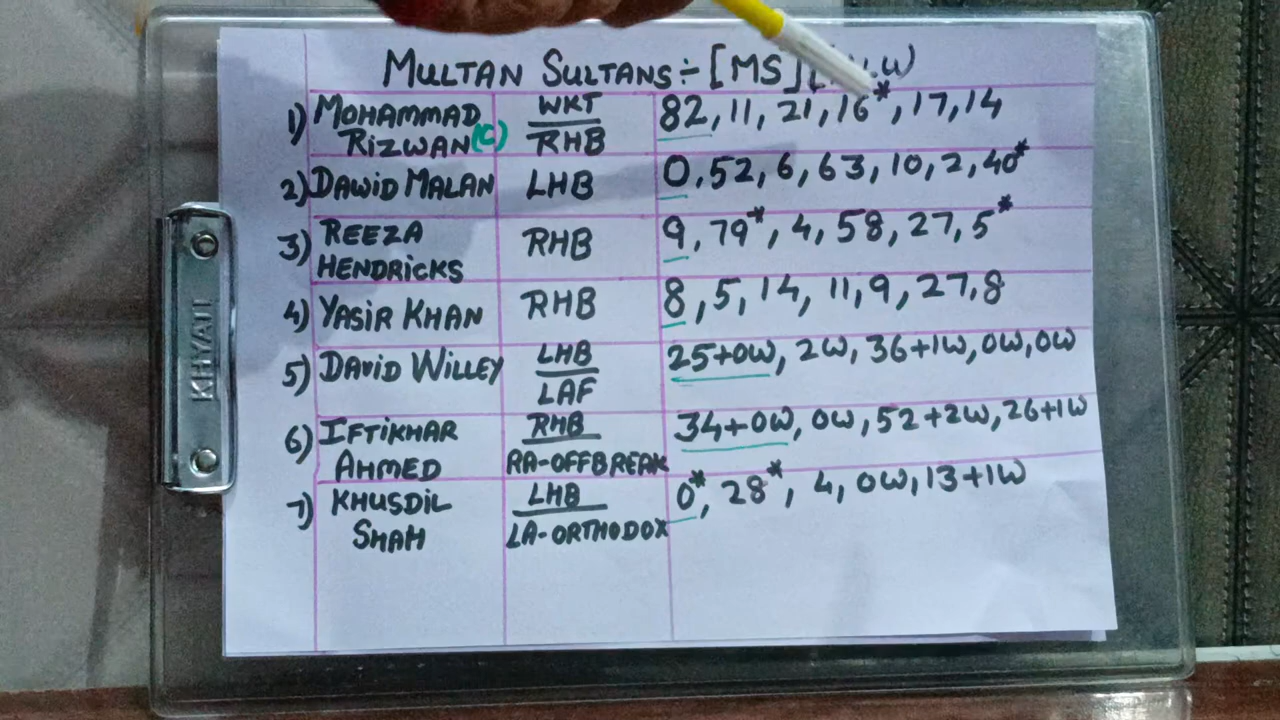 MULTAN SULTANS÷[MS]
1) MOHAMMAD RIZWAN (C) WKT RHB 82, 11, 21, 16*, 17, 14
2) DAWID MALAN LHB 0, 52, 6, 63, 10, 2, 40*
3) REEZA HENDRICKS RHB 9, 79*, 4, 58, 27, 5*
4) YASIR KHAN RHB 8, 5, 14, 11, 9, 27, 8
5) DAVID WILLEY LHB LAF 25+0W, 2W, 36+1W, 0W, 0W
6) IFTIKHAR AHMED RHB RA-OFFBREAK 34+0W, 0W, 52+2W, 26+1W
7) KHUSDIL SHAH LHB LA-ORTHODOX 0*, 28*, 4, 0W, 13+1W
KHYATI